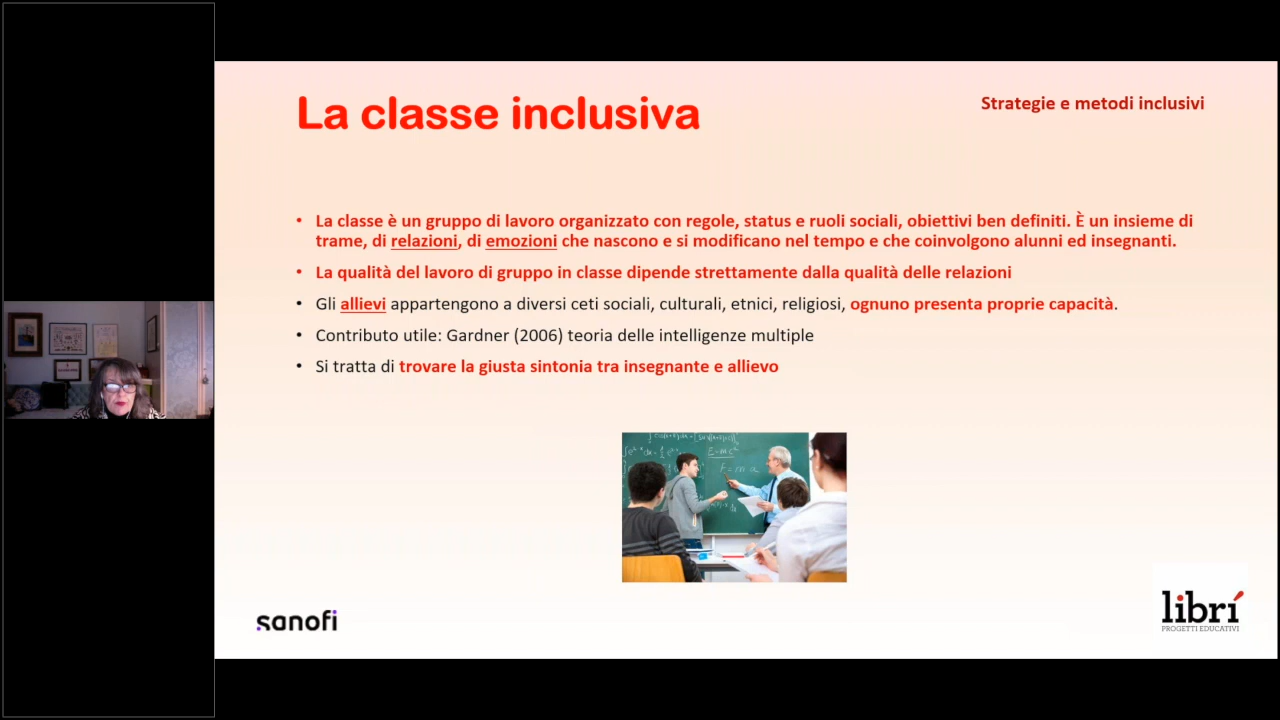 La classe inclusiva
Strategie e metodi inclusivi
• La classe è un gruppo di lavoro organizzato con regole, status e ruoli sociali, obiettivi ben definiti. È un insieme di
trame, di relazioni, di emozioni che nascono e si modificano nel tempo e che coinvolgono alunni ed insegnanti.
• La qualità del lavoro di gruppo in classe dipende strettamente dalla qualità delle relazioni
• Gli allievi appartengono a diversi ceti sociali, culturali, etnici, religiosi, ognuno presenta proprie capacità.
• Contributo utile: Gardner (2006) teoria delle intelligenze multiple
• Si tratta di trovare la giusta sintonia tra insegnante e allievo
E=mc²
F=m a
sanofi
librí
PROGETTI EDUCATIVI